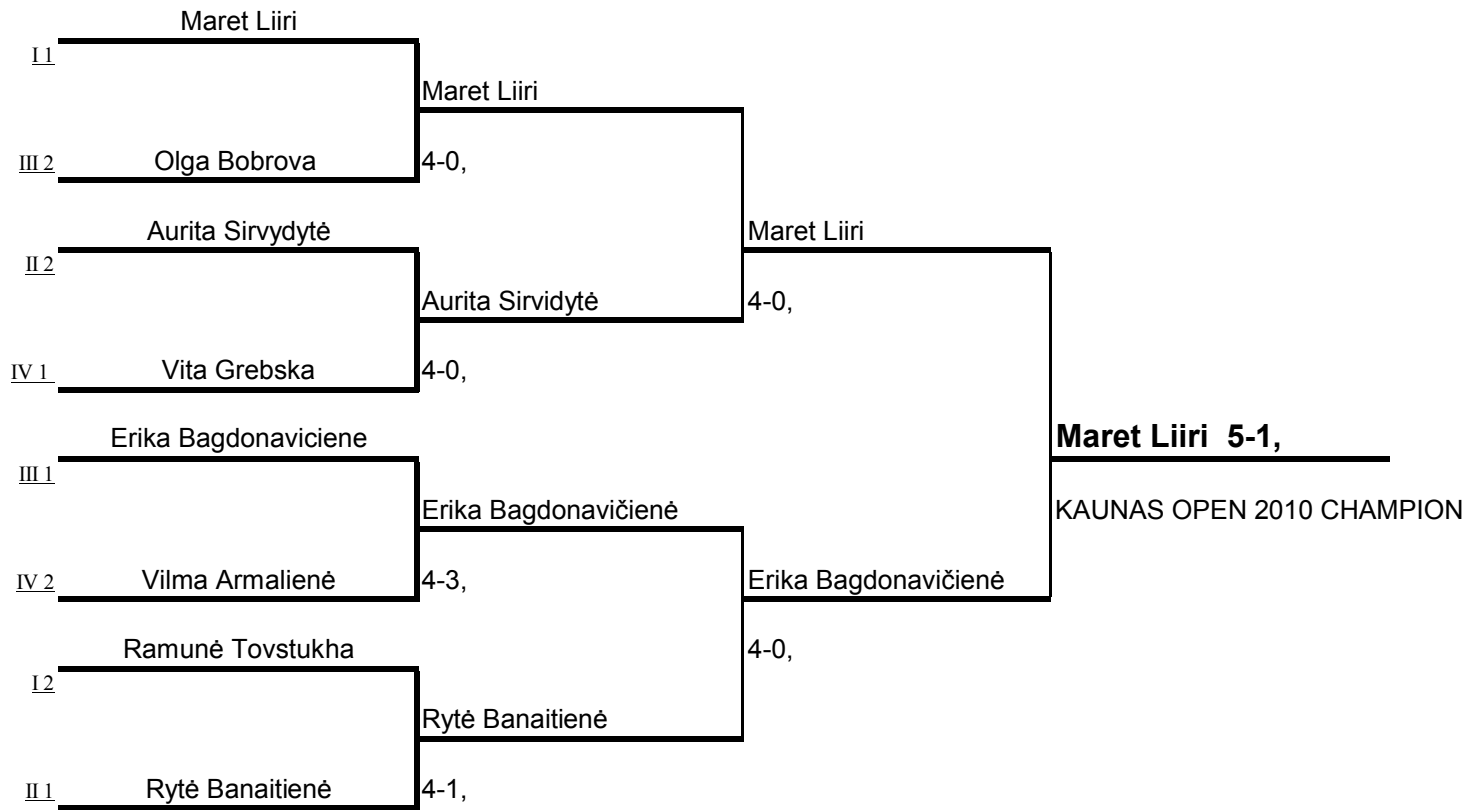 Maret Liiri
I 1
Maret Liiri
III 2 Olga Bobrova 4-0,
Aurita Sirvydytė Maret Liiri
II 2
Aurita Sirvidytė 4-0,
IV 1 Vita Grebska 4-0,
Erika Bagdonaviciene Maret Liiri 5-1,
III 1
Erika Bagdonavičienė KAUNAS OPEN 2010 CHAMPION
IV 2 Vilma Armalienė 4-3, Erika Bagdonavičienė
Ramunė Tovstukha 4-0,
I 2
Rytė Banaitienė
II 1 Rytė Banaitienė 4-1,